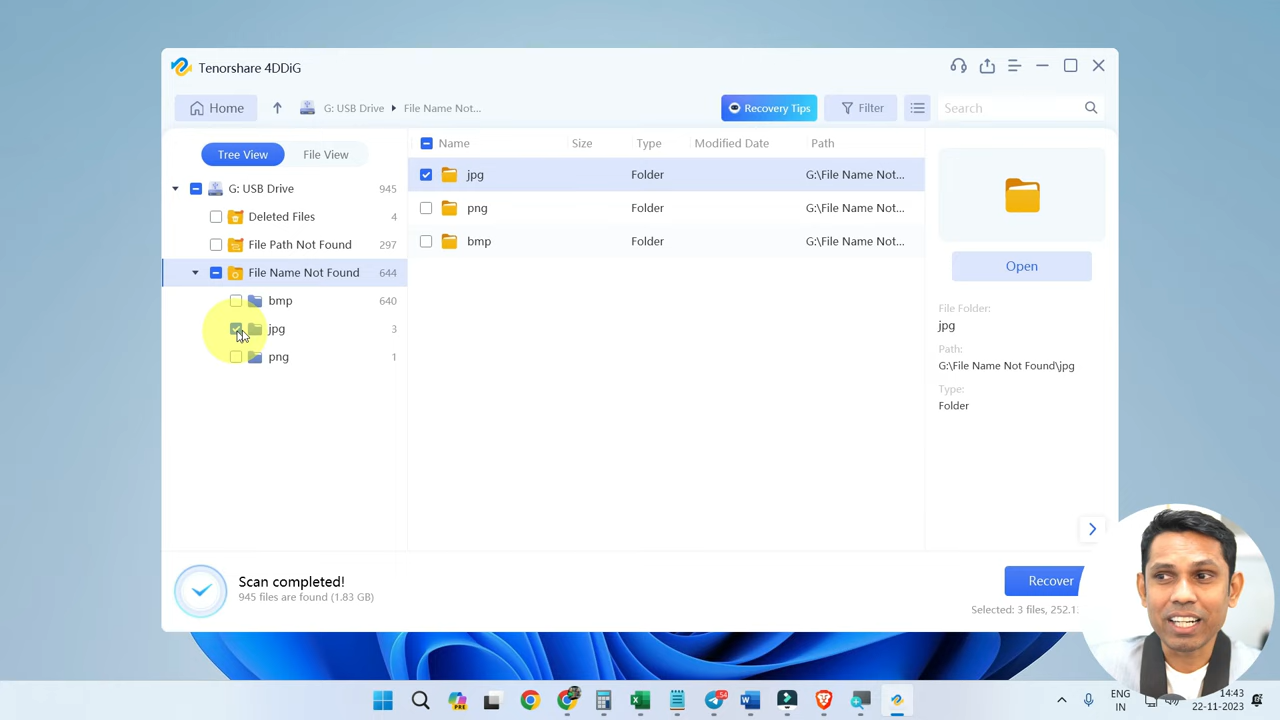 Tenorshare 4DDiG
Home
G: USB Drive
File Name Not...
Recovery Tips
Filter
Search
Tree View
File View
G: USB Drive 945
Deleted Files 4
File Path Not Found 297
File Name Not Found 644
bmp 640
jpg 3
png 1
Name Size Type Modified Date Path
jpg Folder G:\File Name Not...
png Folder G:\File Name Not...
bmp Folder G:\File Name Not...
Open
File Folder:
jpg
Path:
G:\File Name Not Found\jpg
Type:
Folder
Scan completed!
945 files are found (1.83 GB)
Recover
Selected: 3 files, 252.1
PRE
54
ENG
IN
14:43
22-11-2023